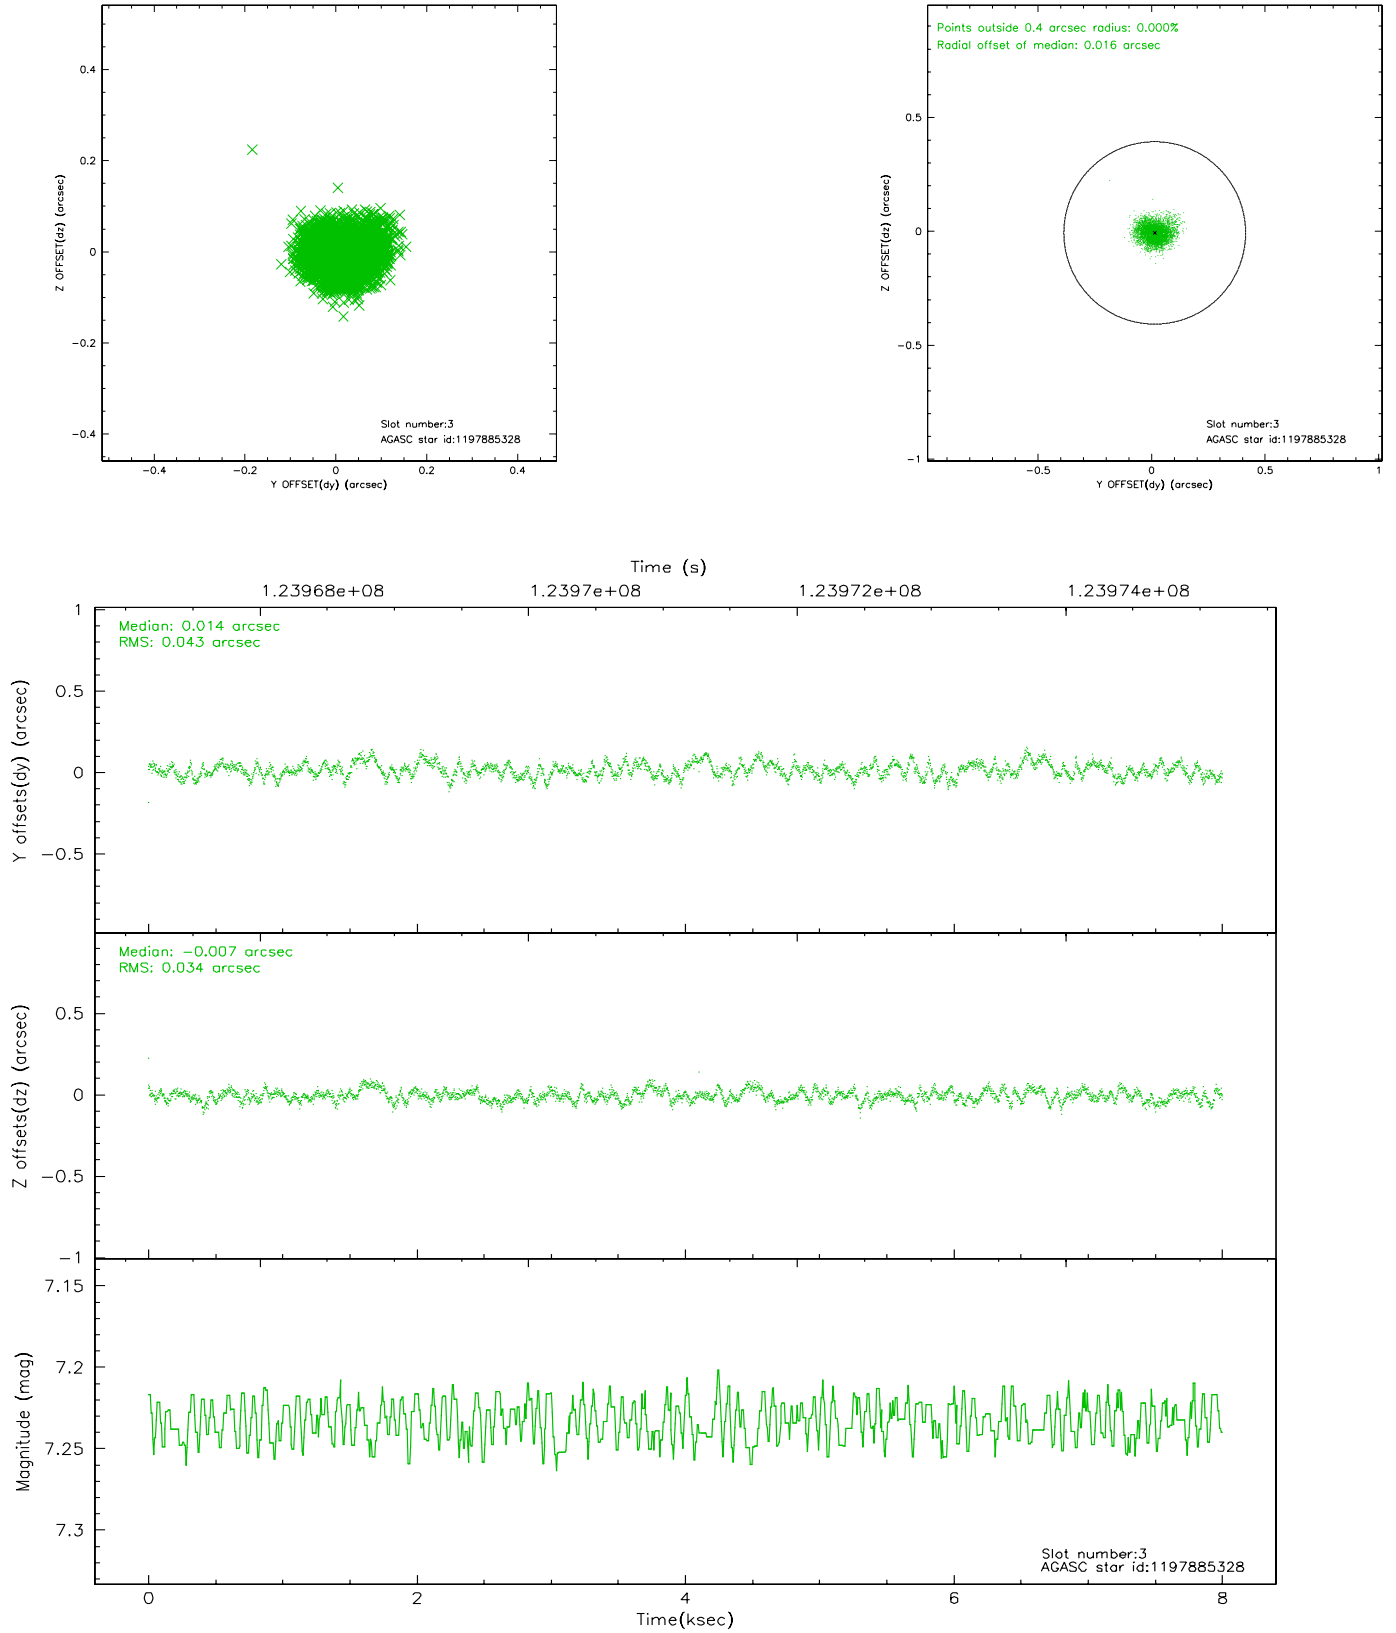 0.4
0.2
0
−0.2
−0.4
Z OFFSET(dz) (arcsec)
−0.4 −0.2 0 0.2 0.4
Y OFFSET(dy) (arcsec)
Slot number:3
AGASC star id:1197885328
Points outside 0.4 arcsec radius: 0.000%
Radial offset of median: 0.016 arcsec
0.5
0
−0.5
−1
Z OFFSET(dz) (arcsec)
−0.5 0 0.5 1
Y OFFSET(dy) (arcsec)
Slot number:3
AGASC star id:1197885328
Time (s)
1.23968e+08 1.2397e+08 1.23972e+08 1.23974e+08
Median: 0.014 arcsec
RMS: 0.043 arcsec
1
0.5
0
−0.5
Y offsets(dy) (arcsec)
Median: −0.007 arcsec
RMS: 0.034 arcsec
0.5
0
−0.5
−1
Z offsets(dz) (arcsec)
7.15
7.2
7.25
7.3
Magnitude (mag)
Slot number:3
AGASC star id:1197885328
0 2 4 6 8
Time(ksec)